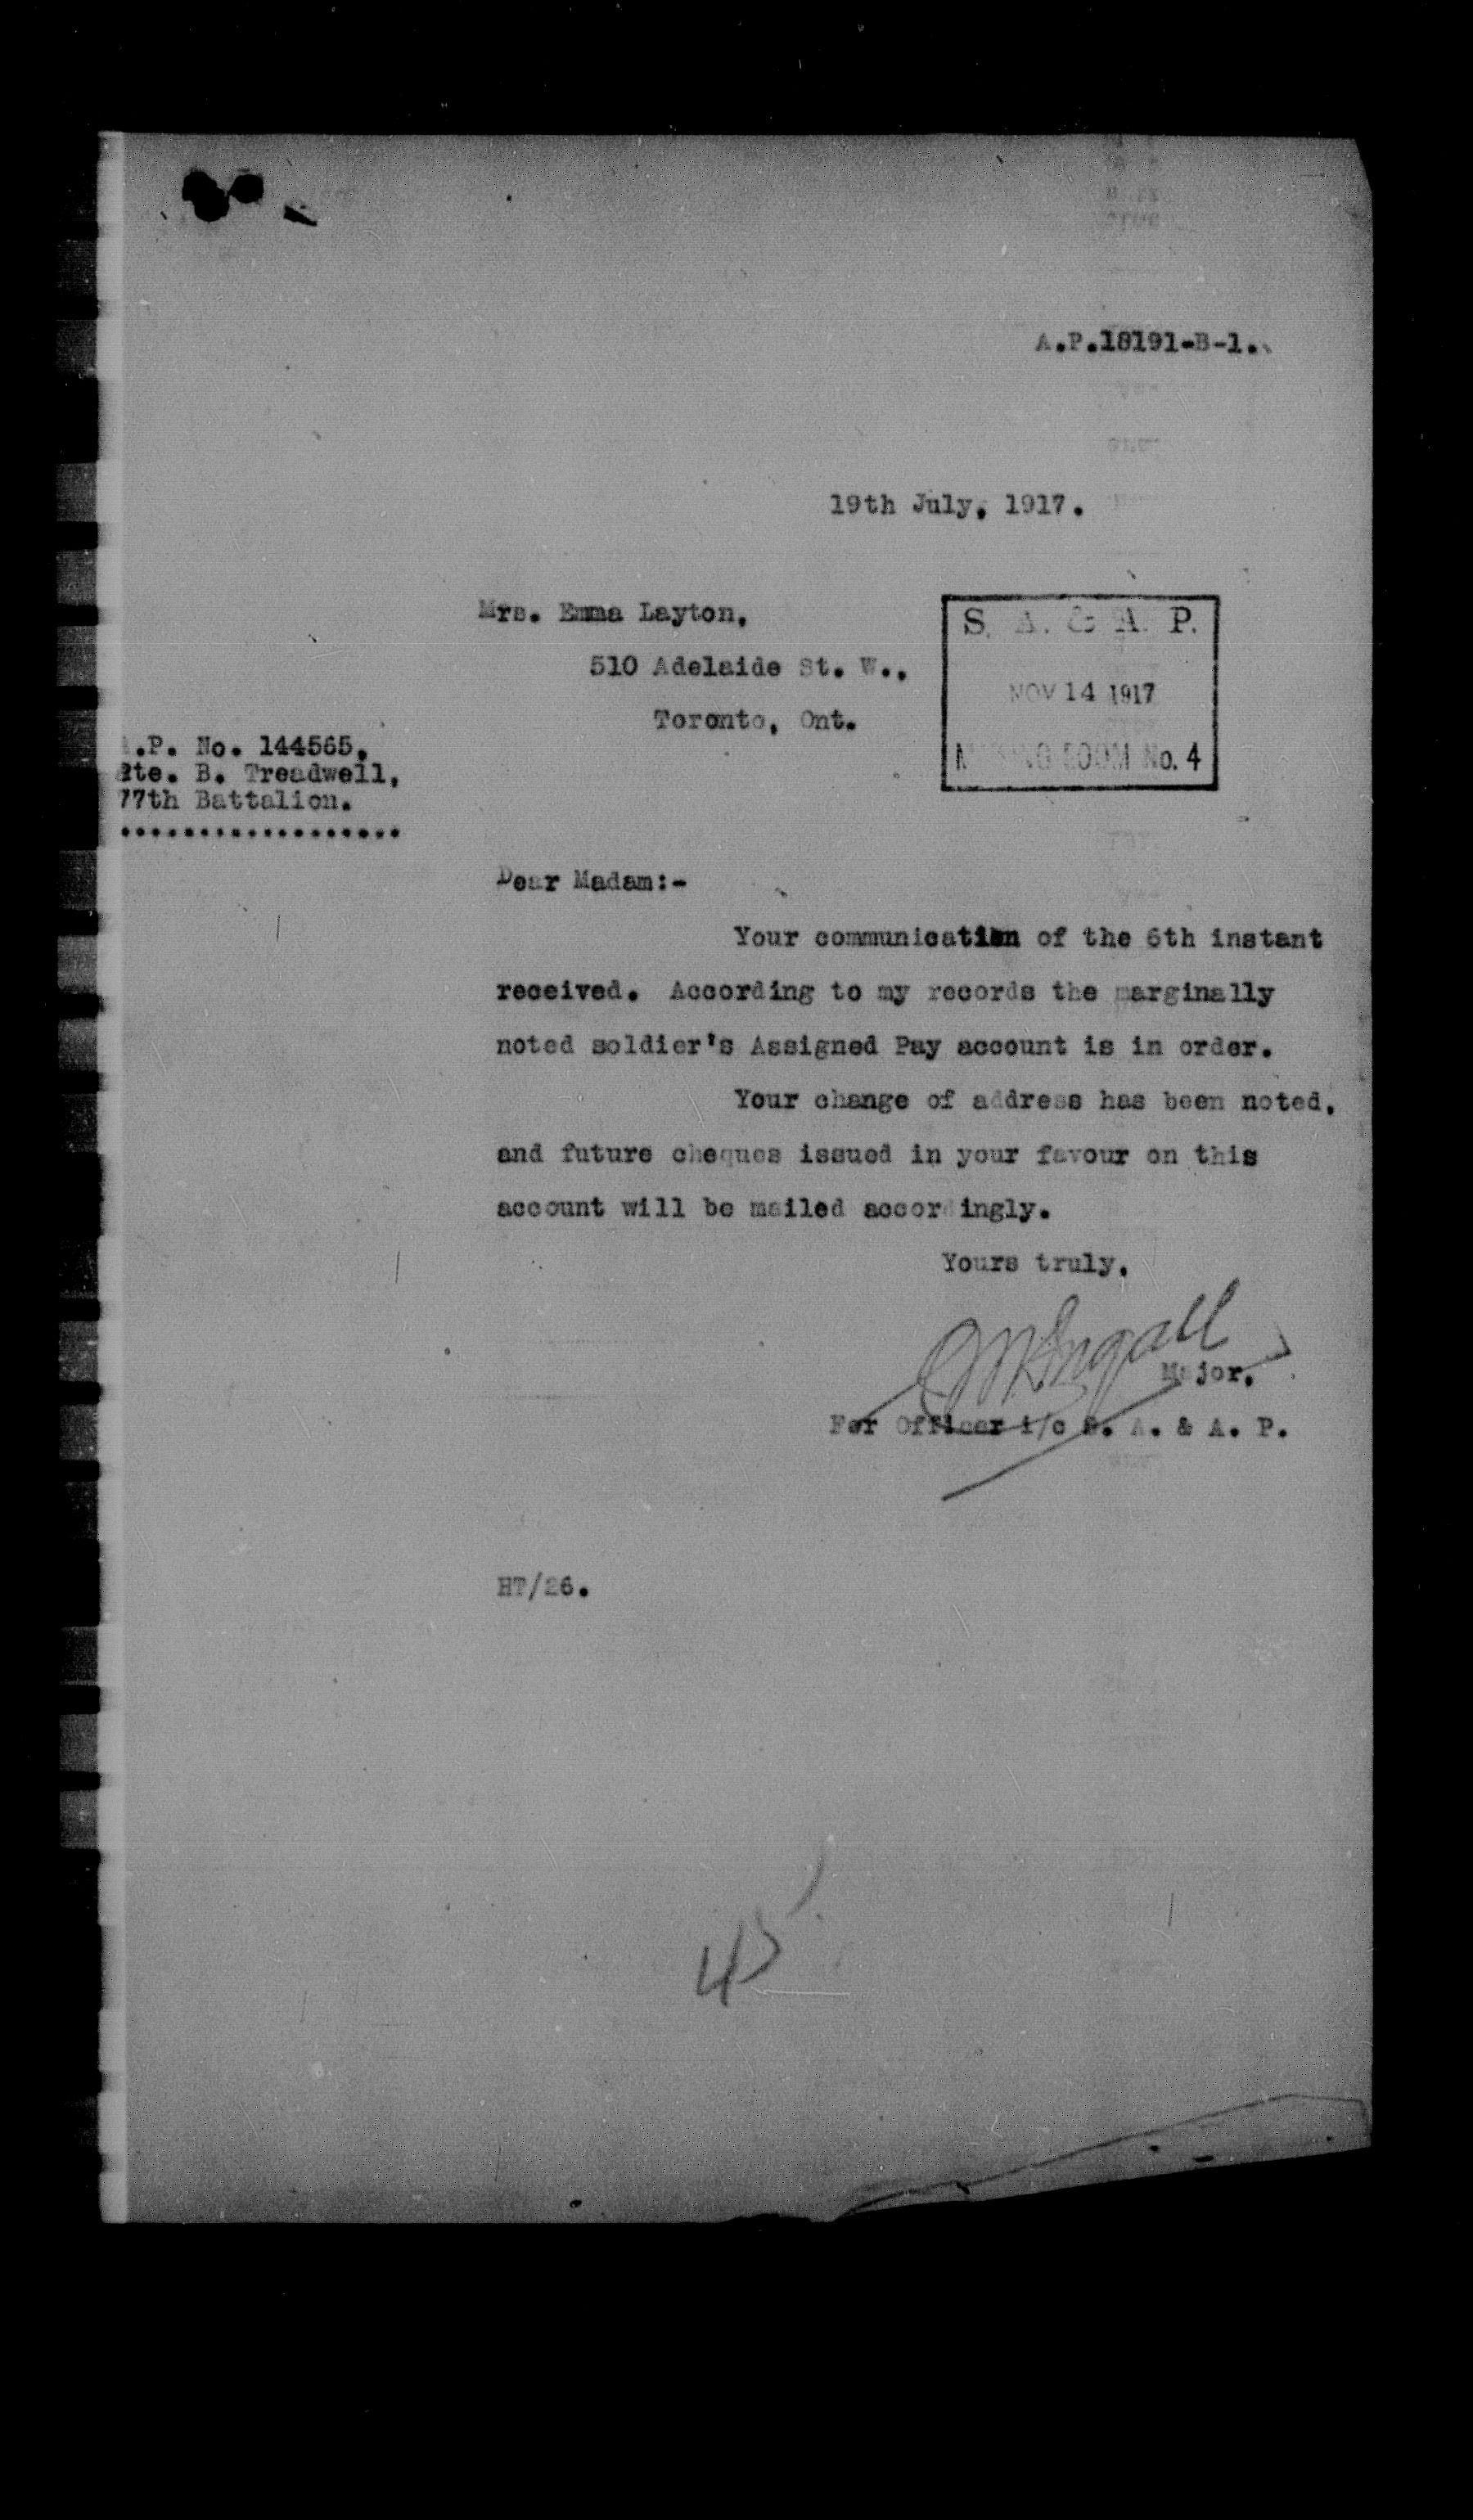 A.P.18191-B-1.
19th July, 1917.
Mrs. Emma Layton,
510 Adelaide St. W.,
Toronto, Ont.
S. A. & A. P.
NOV 14 1917
ROOM No. 4
.P. No. 144565,
Pte. B. Treadwell,
77th Battalion.
..................
Dear Madam:-
Your communication of the 6th instant
received. According to my records the marginally
noted soldier's Assigned Pay account is in order.
Your change of address has been noted,
and future cheques issued in your favour on this
account will be mailed accordingly.
Yours truly,
Major,
For Officer i/c S. A. & A. P.
HT/26.
45